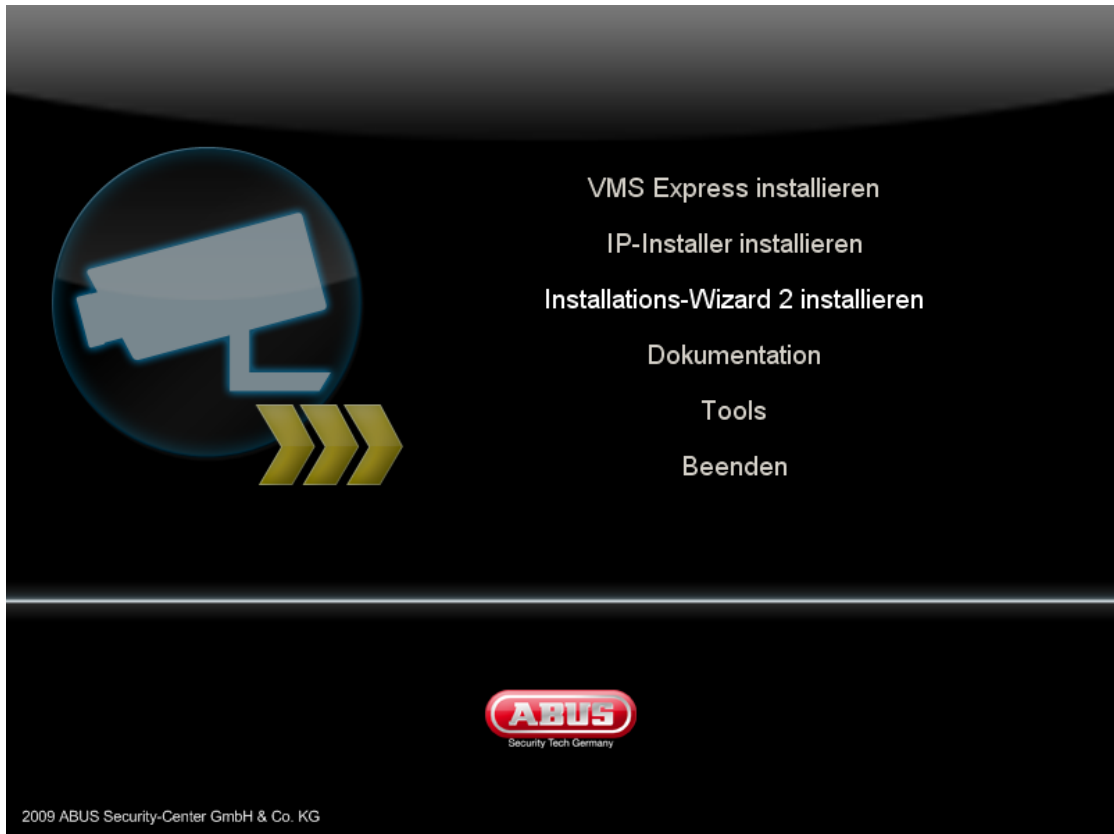 VMS Express installieren
IP-Installer installieren
Installations-Wizard 2 installieren
Dokumentation
Tools
Beenden
ABUS
Security Tech Germany
2009 ABUS Security-Center GmbH & Co. KG